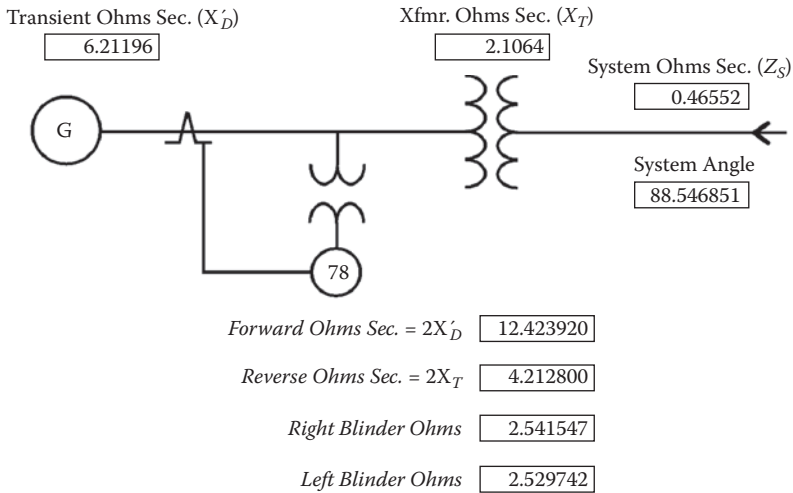 Transient Ohms Sec. (X´D)
6.21196
Xfmr. Ohms Sec. (XT)
2.1064
System Ohms Sec. (ZS)
0.46552
G
System Angle
88.546851
78
Forward Ohms Sec. = 2X´D 12.423920
Reverse Ohms Sec. = 2XT 4.212800
Right Blinder Ohms 2.541547
Left Blinder Ohms 2.529742